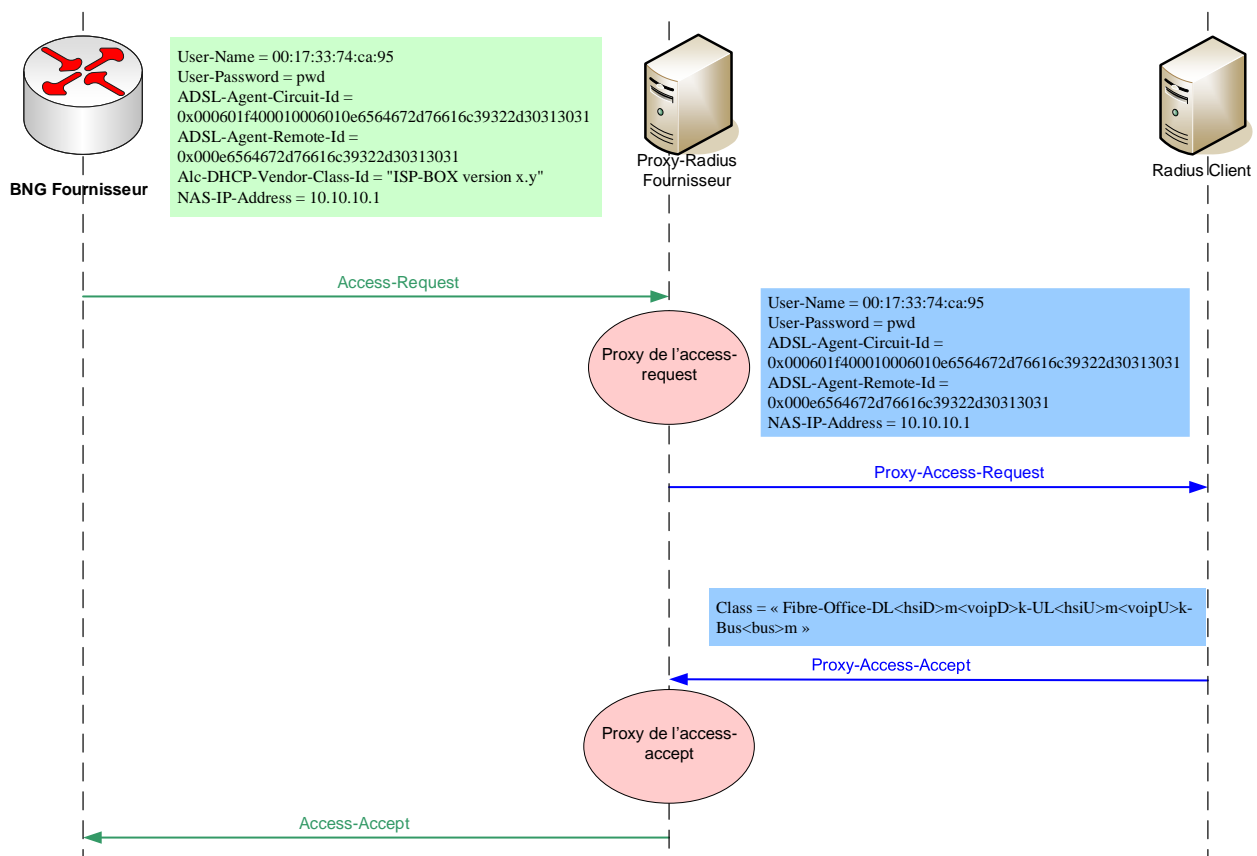 User-Name = 00:17:33:74:ca:95
User-Password = pwd
ADSL-Agent-Circuit-Id =
0x000601f400010006010e6564672d76616c39322d30313031
ADSL-Agent-Remote-Id =
0x000e6564672d76616c39322d30313031
Alc-DHCP-Vendor-Class-Id = "ISP-BOX version x.y"
NAS-IP-Address = 10.10.10.1
BNG Fournisseur
Proxy-Radius
Fournisseur
Radius Client
Access-Request
Proxy de l'access-
request
User-Name = 00:17:33:74:ca:95
User-Password = pwd
ADSL-Agent-Circuit-Id =
0x000601f400010006010e6564672d76616c39322d30313031
ADSL-Agent-Remote-Id =
0x000e6564672d76616c39322d30313031
NAS-IP-Address = 10.10.10.1
Proxy-Access-Request
Class = « Fibre-Office-DL<hsiD>m<voipD>k-UL<hsiU>m<voipU>k-
Bus<bus>m »
Proxy-Access-Accept
Proxy de l'access-
accept
Access-Accept